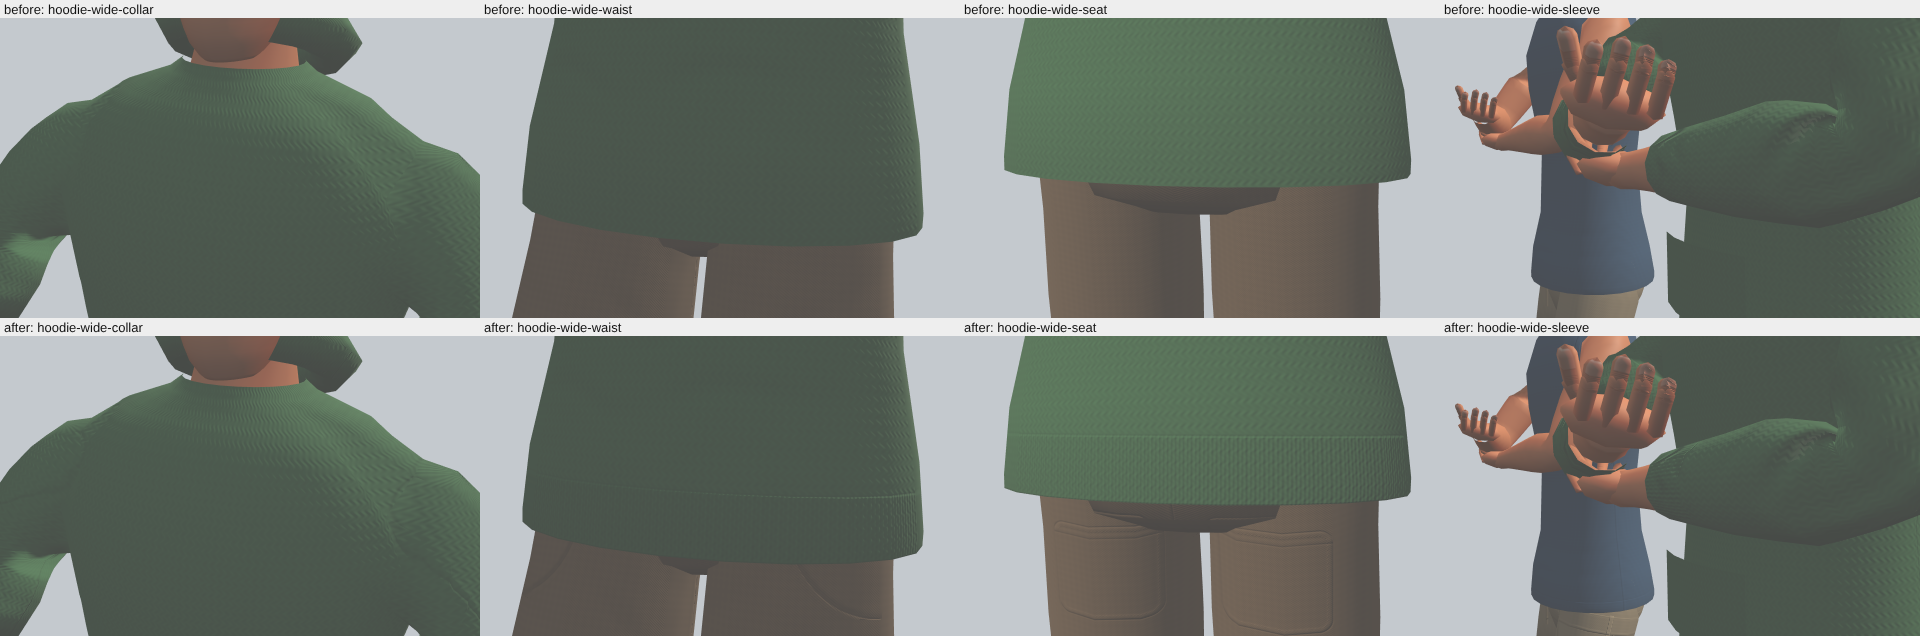 before: hoodie-wide-collar
before: hoodie-wide-waist
before: hoodie-wide-seat
before: hoodie-wide-sleeve
after: hoodie-wide-collar
after: hoodie-wide-waist
after: hoodie-wide-seat
after: hoodie-wide-sleeve